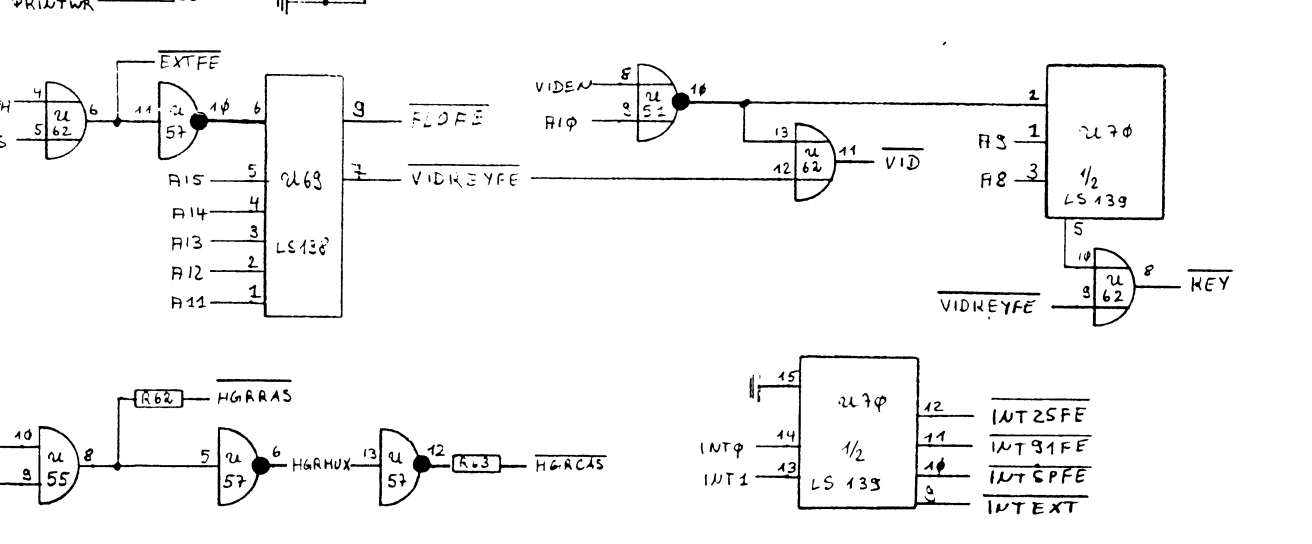 PRINTWR
EXTFE
4
H
5
S
U
62
6
11
U
57
10
6
A15
5
A14
4
A13
3
A12
2
A11
1
U69
LS138
9
FLOFE
7
VIDKEYFE
VIDEN
8
A10
9
U
51
10
13
12
U
62
11
VID
2
A9
1
A8
3
U70
1/2
LS139
5
10
VIDKEYFE
9
U
62
8
KEY
10
9
U
55
8
R62
HGRRAS
5
U
57
6
HGRMUX
13
U
57
12
R63
HGRCAS
15
INT0
14
INT1
13
U70
1/2
LS 139
12
INT25FE
11
INT91FE
10
INTSPFE
9
INTEXT